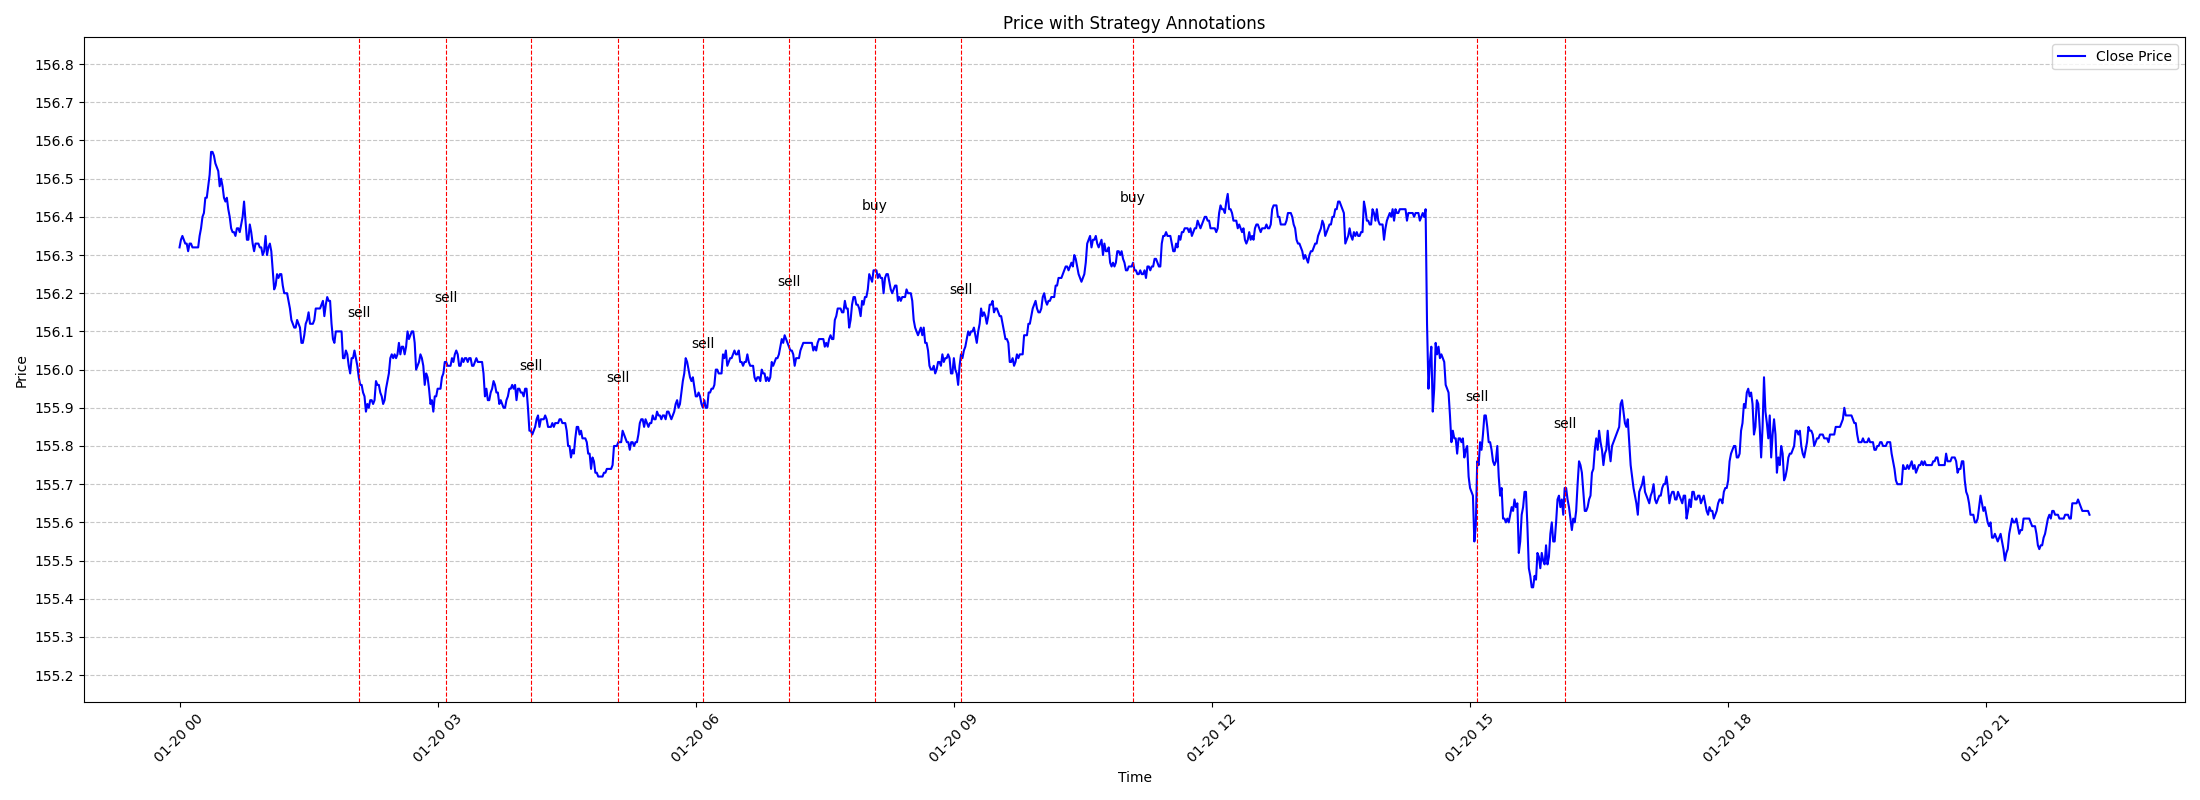 Price with Strategy Annotations
Close Price
156.8
156.7
156.6
156.5
156.4
156.3
156.2
156.1
156.0
155.9
155.8
155.7
155.6
155.5
155.4
155.3
155.2
Price
sell
sell
sell
sell
sell
sell
buy
sell
buy
sell
sell
01-20 00
01-20 03
01-20 06
01-20 09
01-20 12
01-20 15
01-20 18
01-20 21
Time